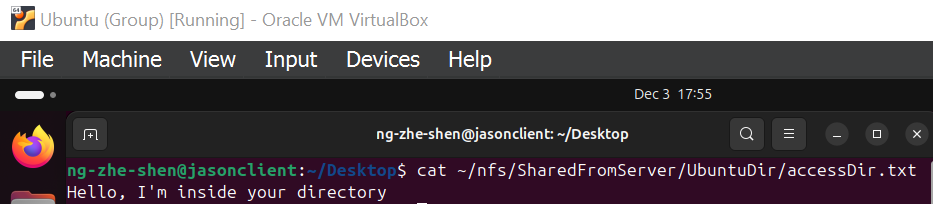 Ubuntu (Group) [Running] - Oracle VM VirtualBox
File Machine View Input Devices Help
Dec 3 17:55
ng-zhe-shen@jasonclient: ~/Desktop
ng-zhe-shen@jasonclient:~/Desktop$ cat ~/nfs/SharedFromServer/UbuntuDir/accessDir.txt
Hello, I'm inside your directory